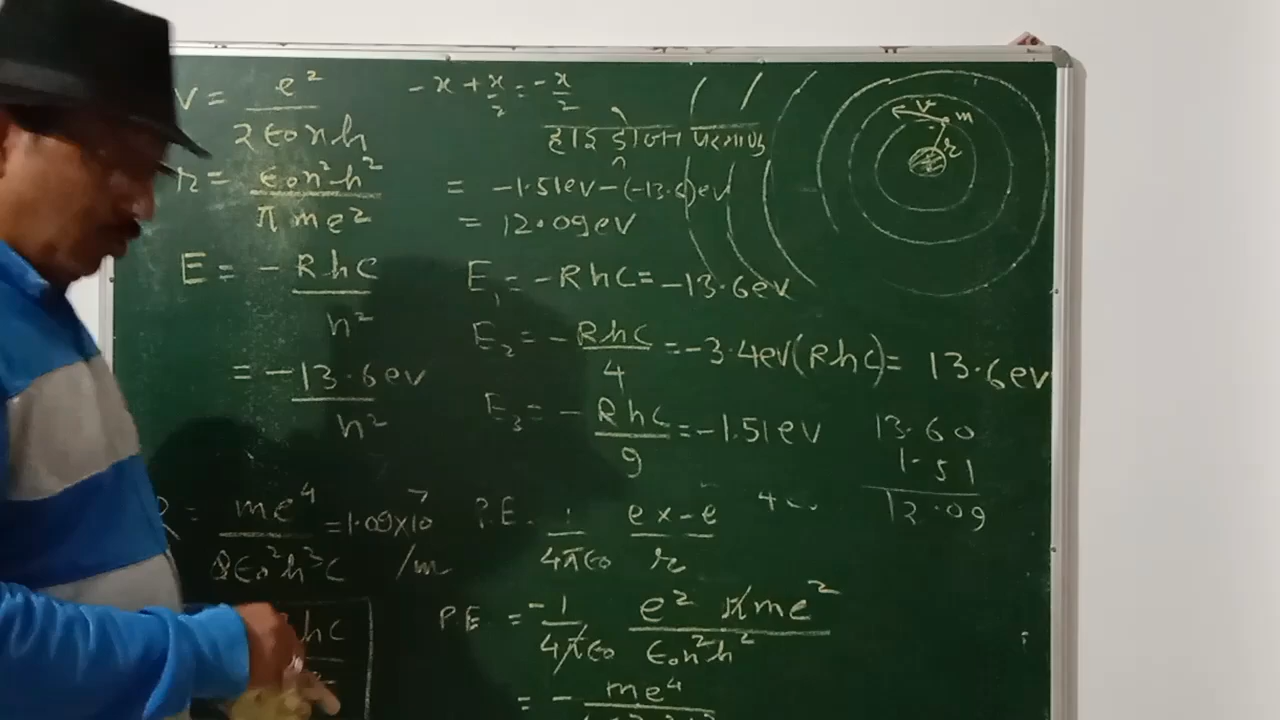 V = e² / 2ϵ₀nh
-x + x/2 = -x/2
हाइड्रोजन परमाणु
V m
r
r = ϵ₀n²h² / πme²
= -1.51ev-(-13.6)ev
= 12.09ev
E = - Rhc / n²
E₁ = -Rhc = -13.6ev
E₂ = - Rhc / 4 = -3.4ev (Rhc) = 13.6ev
= -13.6ev / n²
E₃ = - Rhc / 9 = -1.51ev
13.60
1.51
12.09
R = me⁴ / 8ϵ₀²h³c = 1.09×10⁷ /m
P.E. 1 / 4πϵ₀ e×-e / r
hc
P.E = -1 / 4πϵ₀ e² πme² / ϵ₀n²h²
= - me⁴